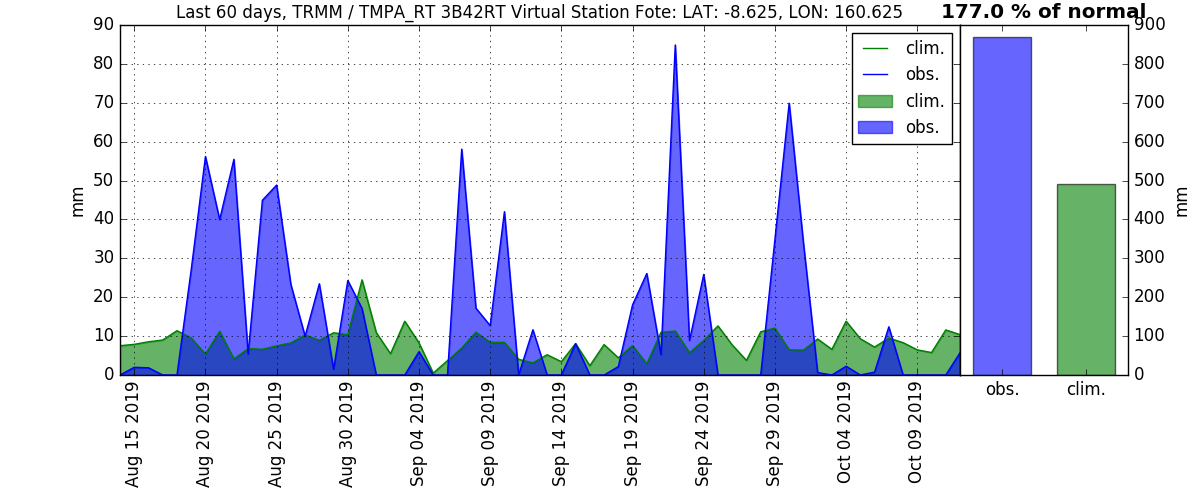 Last 60 days, TRMM / TMPA_RT 3B42RT Virtual Station Fote: LAT: -8.625, LON: 160.625
177.0 % of normal
90
80
70
60
50
40
30
20
10
0
mm
clim.
obs.
clim.
obs.
Aug 15 2019
Aug 20 2019
Aug 25 2019
Aug 30 2019
Sep 04 2019
Sep 09 2019
Sep 14 2019
Sep 19 2019
Sep 24 2019
Sep 29 2019
Oct 04 2019
Oct 09 2019
900
800
700
600
500
400
300
200
100
0
mm
obs.
clim.